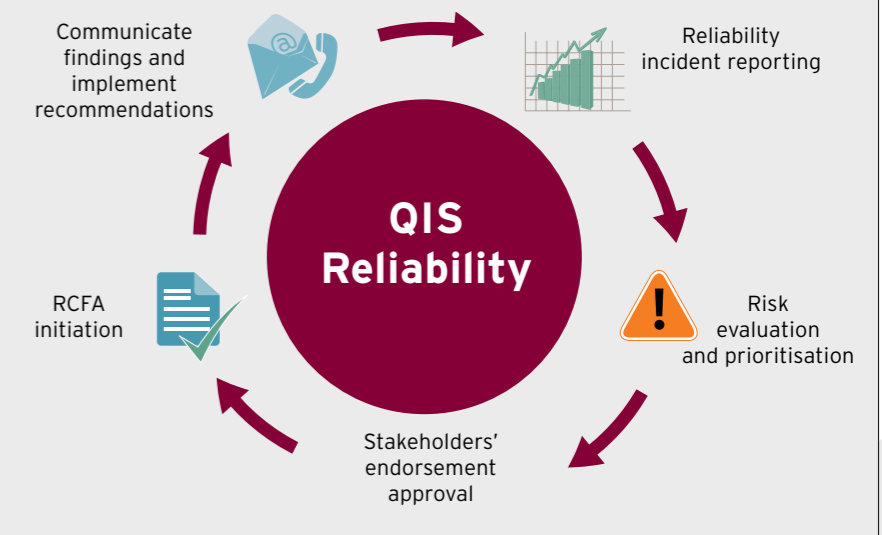 Communicate
findings and
implement
recommendations
@
Reliability
incident reporting
QIS
Reliability
!
Risk
evaluation
and prioritisation
Stakeholders’
endorsement
approval
RCFA
initiation